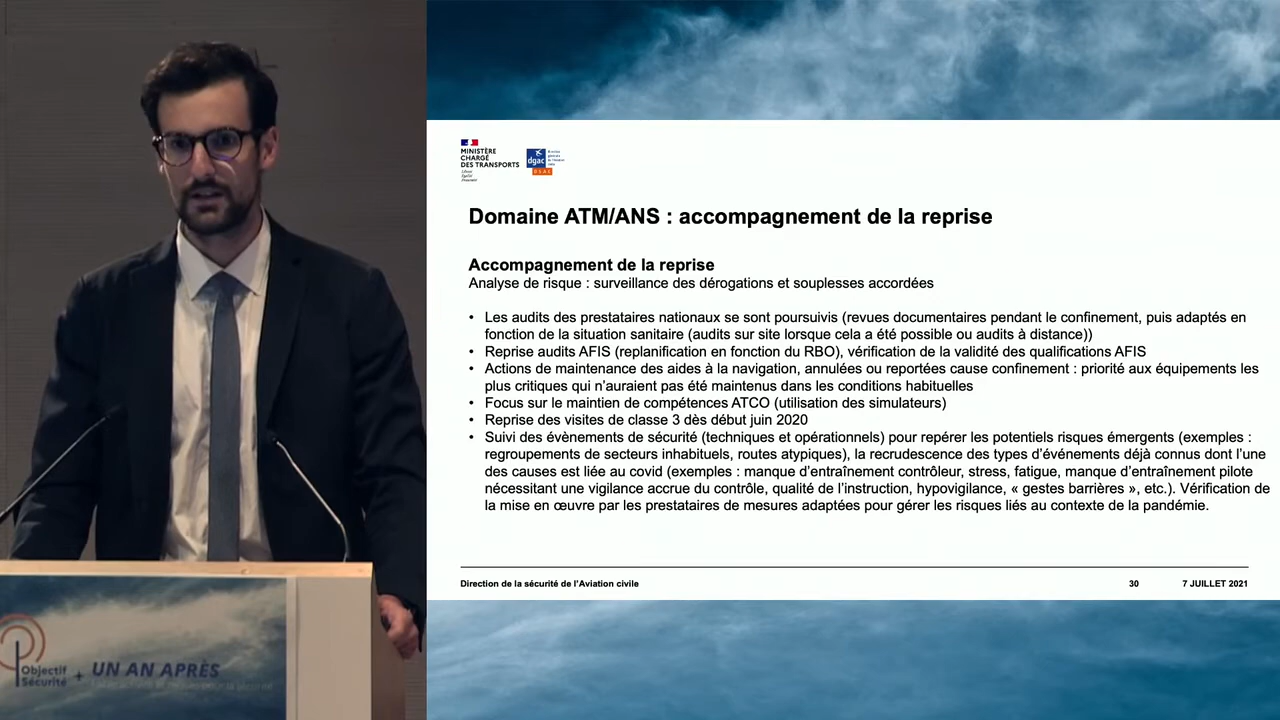 MINISTÈRE
CHARGÉ
DES TRANSPORTS
Liberté
Égalité
Fraternité
dgac
DSAC
Domaine ATM/ANS : accompagnement de la reprise
Accompagnement de la reprise
Analyse de risque : surveillance des dérogations et souplesses accordées
• Les audits des prestataires nationaux se sont poursuivis (revues documentaires pendant le confinement, puis adaptés en
fonction de la situation sanitaire (audits sur site lorsque cela a été possible ou audits à distance))
• Reprise audits AFIS (replanification en fonction du RBO), vérification de la validité des qualifications AFIS
• Actions de maintenance des aides à la navigation, annulées ou reportées cause confinement : priorité aux équipements les
plus critiques qui n’auraient pas été maintenus dans les conditions habituelles
• Focus sur le maintien de compétences ATCO (utilisation des simulateurs)
• Reprise des visites de classe 3 dès début juin 2020
• Suivi des évènements de sécurité (techniques et opérationnels) pour repérer les potentiels risques émergents (exemples :
regroupements de secteurs inhabituels, routes atypiques), la recrudescence des types d’événements déjà connus dont l’une
des causes est liée au covid (exemples : manque d’entraînement contrôleur, stress, fatigue, manque d’entraînement pilote
nécessitant une vigilance accrue du contrôle, qualité de l’instruction, hypovigilance, « gestes barrières », etc.). Vérification de
la mise en œuvre par les prestataires de mesures adaptées pour gérer les risques liés au contexte de la pandémie.
Direction de la sécurité de l’Aviation civile 30 7 JUILLET 2021
Objectif
Sécurité + UN AN APRÈS